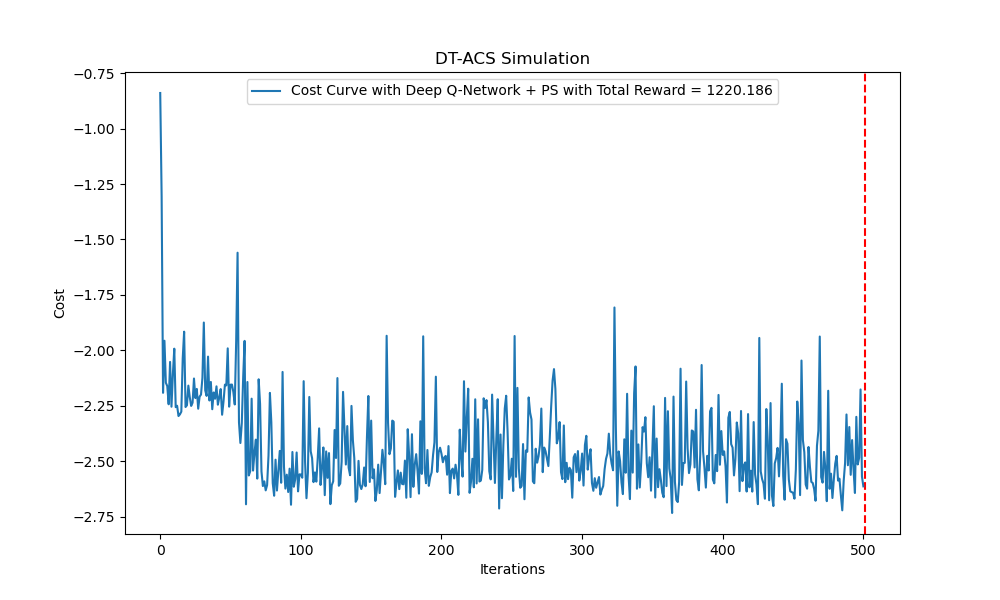 DT-ACS Simulation
Cost Curve with Deep Q-Network + PS with Total Reward = 1220.186
Cost
−0.75
−1.00
−1.25
−1.50
−1.75
−2.00
−2.25
−2.50
−2.75
0 100 200 300 400 500
Iterations